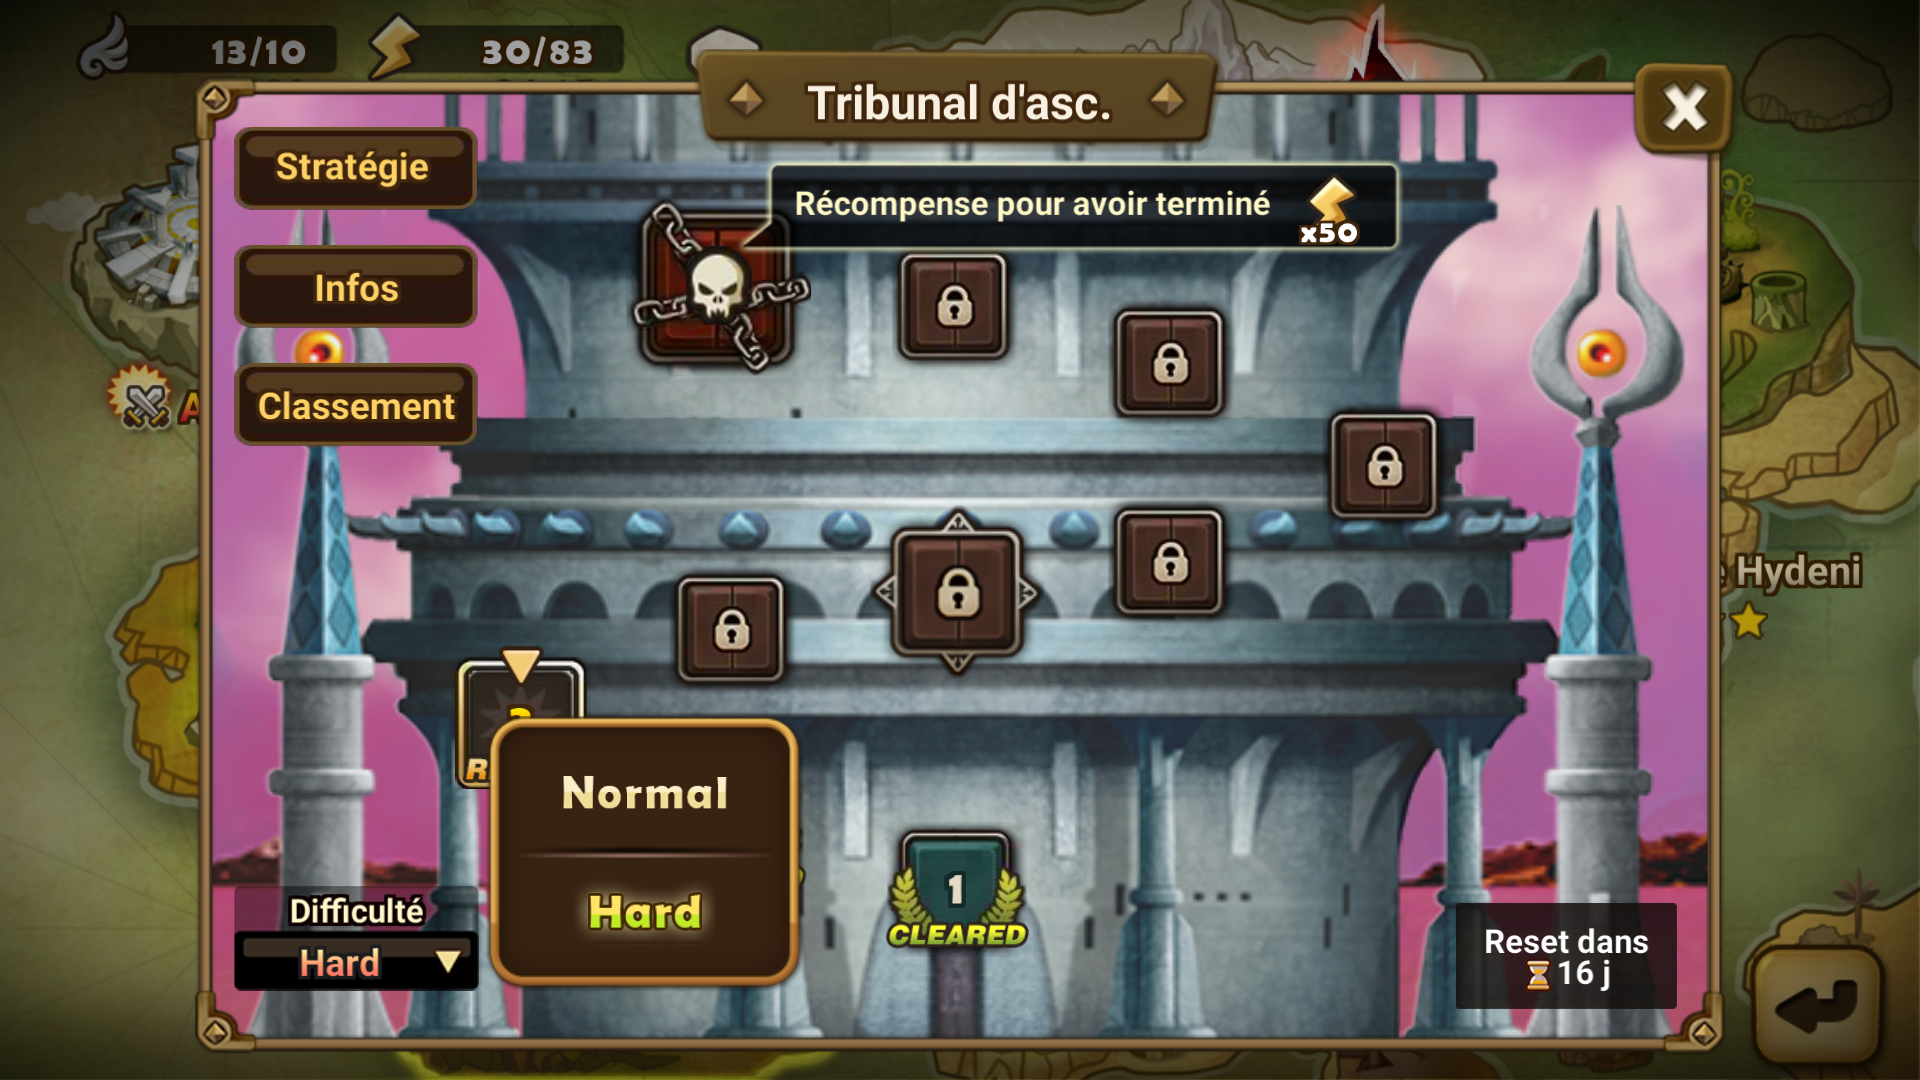 13/10
30/83
Tribunal d'asc.
Stratégie
Récompense pour avoir terminé
x50
Infos
Classement
Hydeni
Normal
Hard
1
CLEARED
Difficulté
Hard
Reset dans
16 j